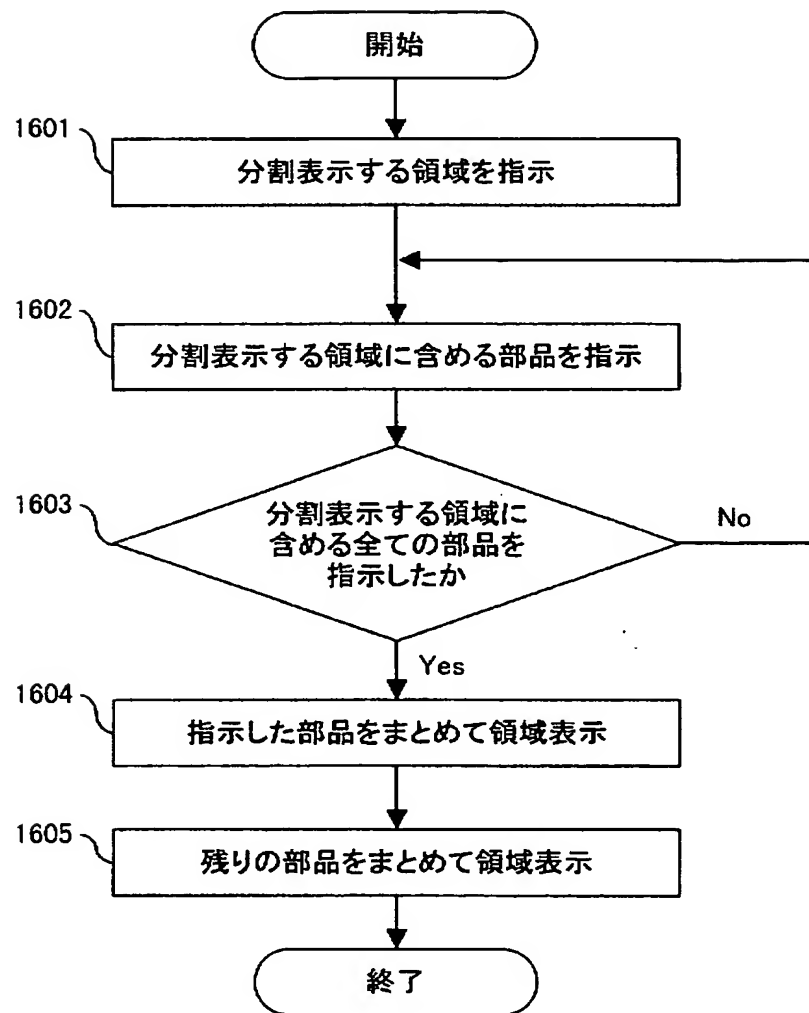 開始
1601
分割表示する領域を指示
1602
分割表示する領域に含める部品を指示
1603
分割表示する領域に
含める全ての部品を
指示したか
No
Yes
1604
指示した部品をまとめて領域表示
1605
残りの部品をまとめて領域表示
終了